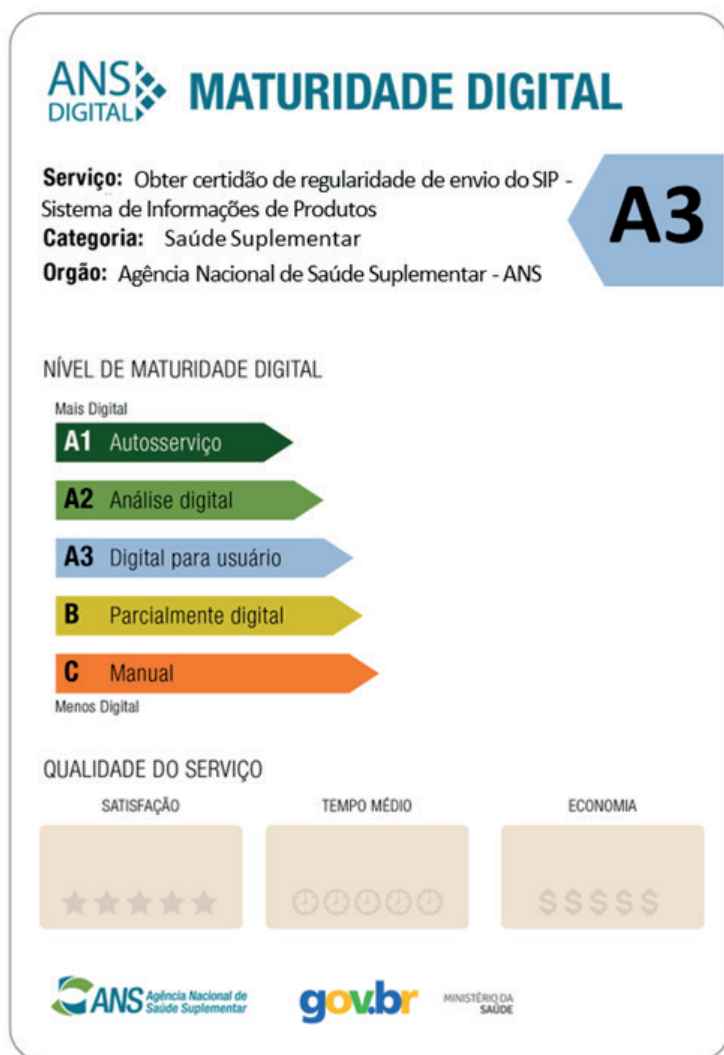 ANS
DIGITAL
MATURIDADE DIGITAL
Serviço: Obter certidão de regularidade de envio do SIP -
Sistema de Informações de Produtos
Categoria: Saúde Suplementar
Orgão: Agência Nacional de Saúde Suplementar - ANS
A3
NÍVEL DE MATURIDADE DIGITAL
Mais Digital
A1 Autosserviço
A2 Análise digital
A3 Digital para usuário
B Parcialmente digital
C Manual
Menos Digital
QUALIDADE DO SERVIÇO
SATISFAÇÃO
TEMPO MÉDIO
ECONOMIA
$$$$$
ANS Agência Nacional de
Saúde Suplementar
gov.br
MINISTÉRIO DA
SAÚDE